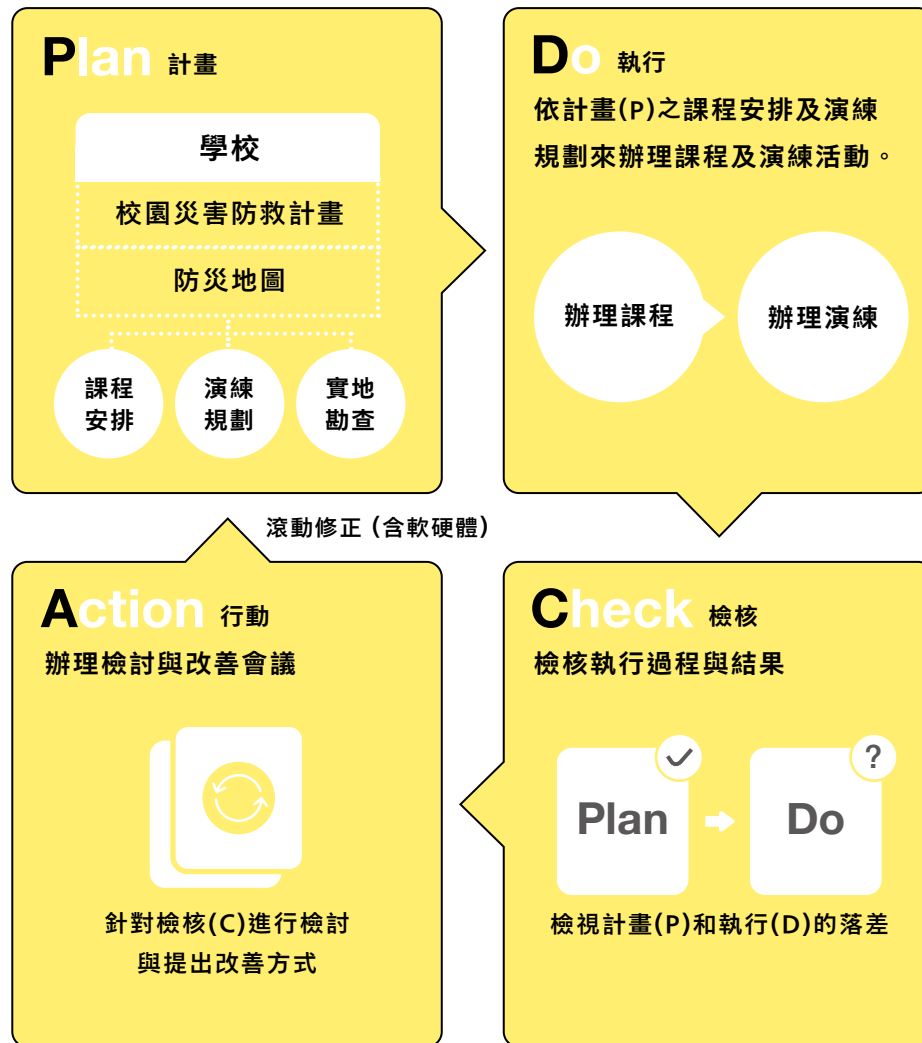 Plan 計畫
學校
校園災害防救計畫
防災地圖
課程
安排
演練
規劃
實地
勘查
Do 執行
依計畫(P)之課程安排及演練
規劃來辦理課程及演練活動。
辦理課程
辦理演練
滾動修正 (含軟硬體)
Action 行動
辦理檢討與改善會議
針對檢核(C)進行檢討
與提出改善方式
Check 檢核
檢核執行過程與結果
Plan
?
Do
檢視計畫(P)和執行(D)的落差